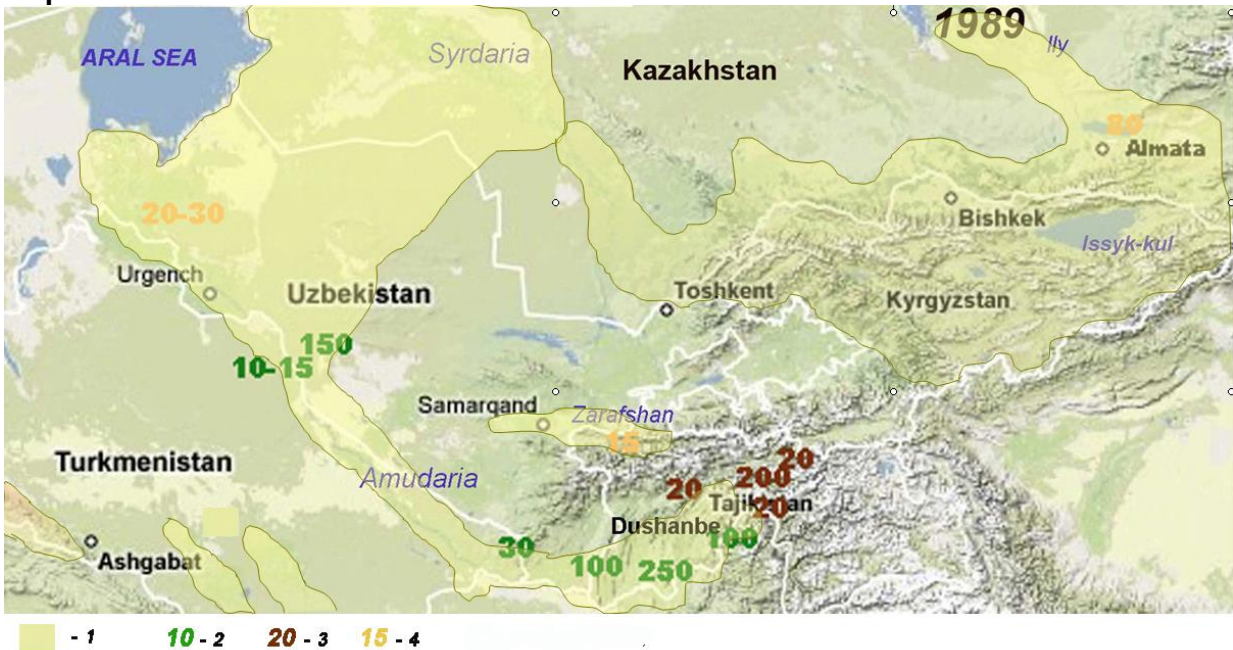 1989
Ily
ARAL SEA
Syrdaria
Kazakhstan
80
Almata
20-30
Bishkek
Issyk-kul
Urgench
Uzbekistan
Toshkent
Kyrgyzstan
150
10-15
Samarqand
Zarafshan
15
Turkmenistan
Amudaria
20
200
20
Tajikistan
20
Dushanbe
100
30
Ashgabat
100
250
- 1
10 - 2
20 - 3
15 - 4